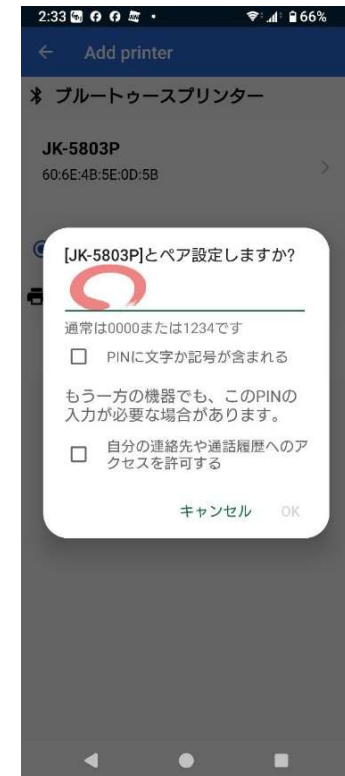 2:33
66%
Add printer
ブルートゥースプリンター
JK-5803P
60:6E:4B:5E:0D:5B
[JK-5803P]とペア設定しますか?
通常は0000または1234です
PINに文字か記号が含まれる
もう一方の機器でも、このPINの
入力が必要な場合があります。
自分の連絡先や通話履歴へのア
クセスを許可する
キャンセル OK